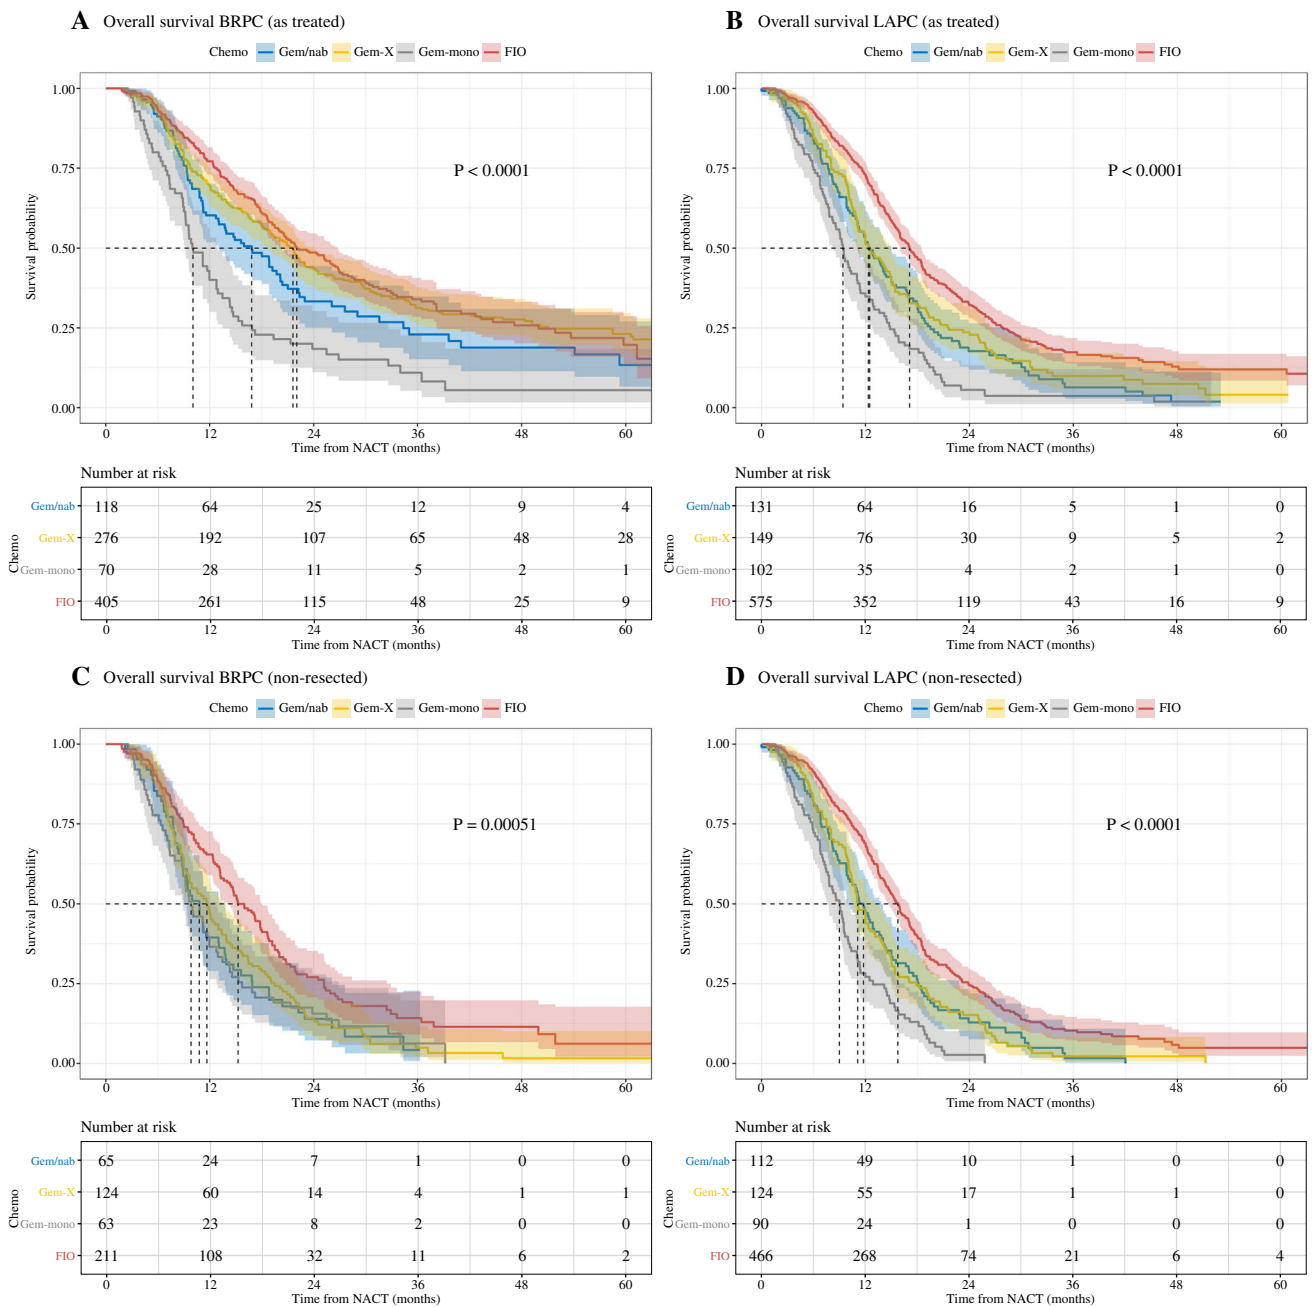 A Overall survival BRPC (as treated)
Chemo Gem/nab Gem-X Gem-mono FIO
1.00
0.75
0.50
0.25
0.00
Survival probability
P < 0.0001
0 12 24 36 48 60
Time from NACT (months)
Number at risk
Chemo
Gem/nab 118 64 25 12 9 4
Gem-X 276 192 107 65 48 28
Gem-mono 70 28 11 5 2 1
FIO 405 261 115 48 25 9
0 12 24 36 48 60
Time from NACT (months)
B Overall survival LAPC (as treated)
Chemo Gem/nab Gem-X Gem-mono FIO
1.00
0.75
0.50
0.25
0.00
Survival probability
P < 0.0001
0 12 24 36 48 60
Time from NACT (months)
Number at risk
Chemo
Gem/nab 131 64 16 5 1 0
Gem-X 149 76 30 9 5 2
Gem-mono 102 35 4 2 1 0
FIO 575 352 119 43 16 9
0 12 24 36 48 60
Time from NACT (months)
C Overall survival BRPC (non-resected)
Chemo Gem/nab Gem-X Gem-mono FIO
1.00
0.75
0.50
0.25
0.00
Survival probability
P = 0.00051
0 12 24 36 48 60
Time from NACT (months)
Number at risk
Chemo
Gem/nab 65 24 7 1 0 0
Gem-X 124 60 14 4 1 1
Gem-mono 63 23 8 2 0 0
FIO 211 108 32 11 6 2
0 12 24 36 48 60
Time from NACT (months)
D Overall survival LAPC (non-resected)
Chemo Gem/nab Gem-X Gem-mono FIO
1.00
0.75
0.50
0.25
0.00
Survival probability
P < 0.0001
0 12 24 36 48 60
Time from NACT (months)
Number at risk
Chemo
Gem/nab 112 49 10 1 0 0
Gem-X 124 55 17 1 1 0
Gem-mono 90 24 1 0 0 0
FIO 466 268 74 21 6 4
0 12 24 36 48 60
Time from NACT (months)